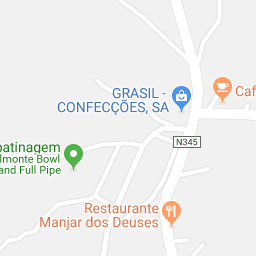 GRASIL -
CONFECÇÕES, SA
Caf
N345
patinagem
lmonte Bowl
and Full Pipe
Restaurante
Manjar dos Deuses